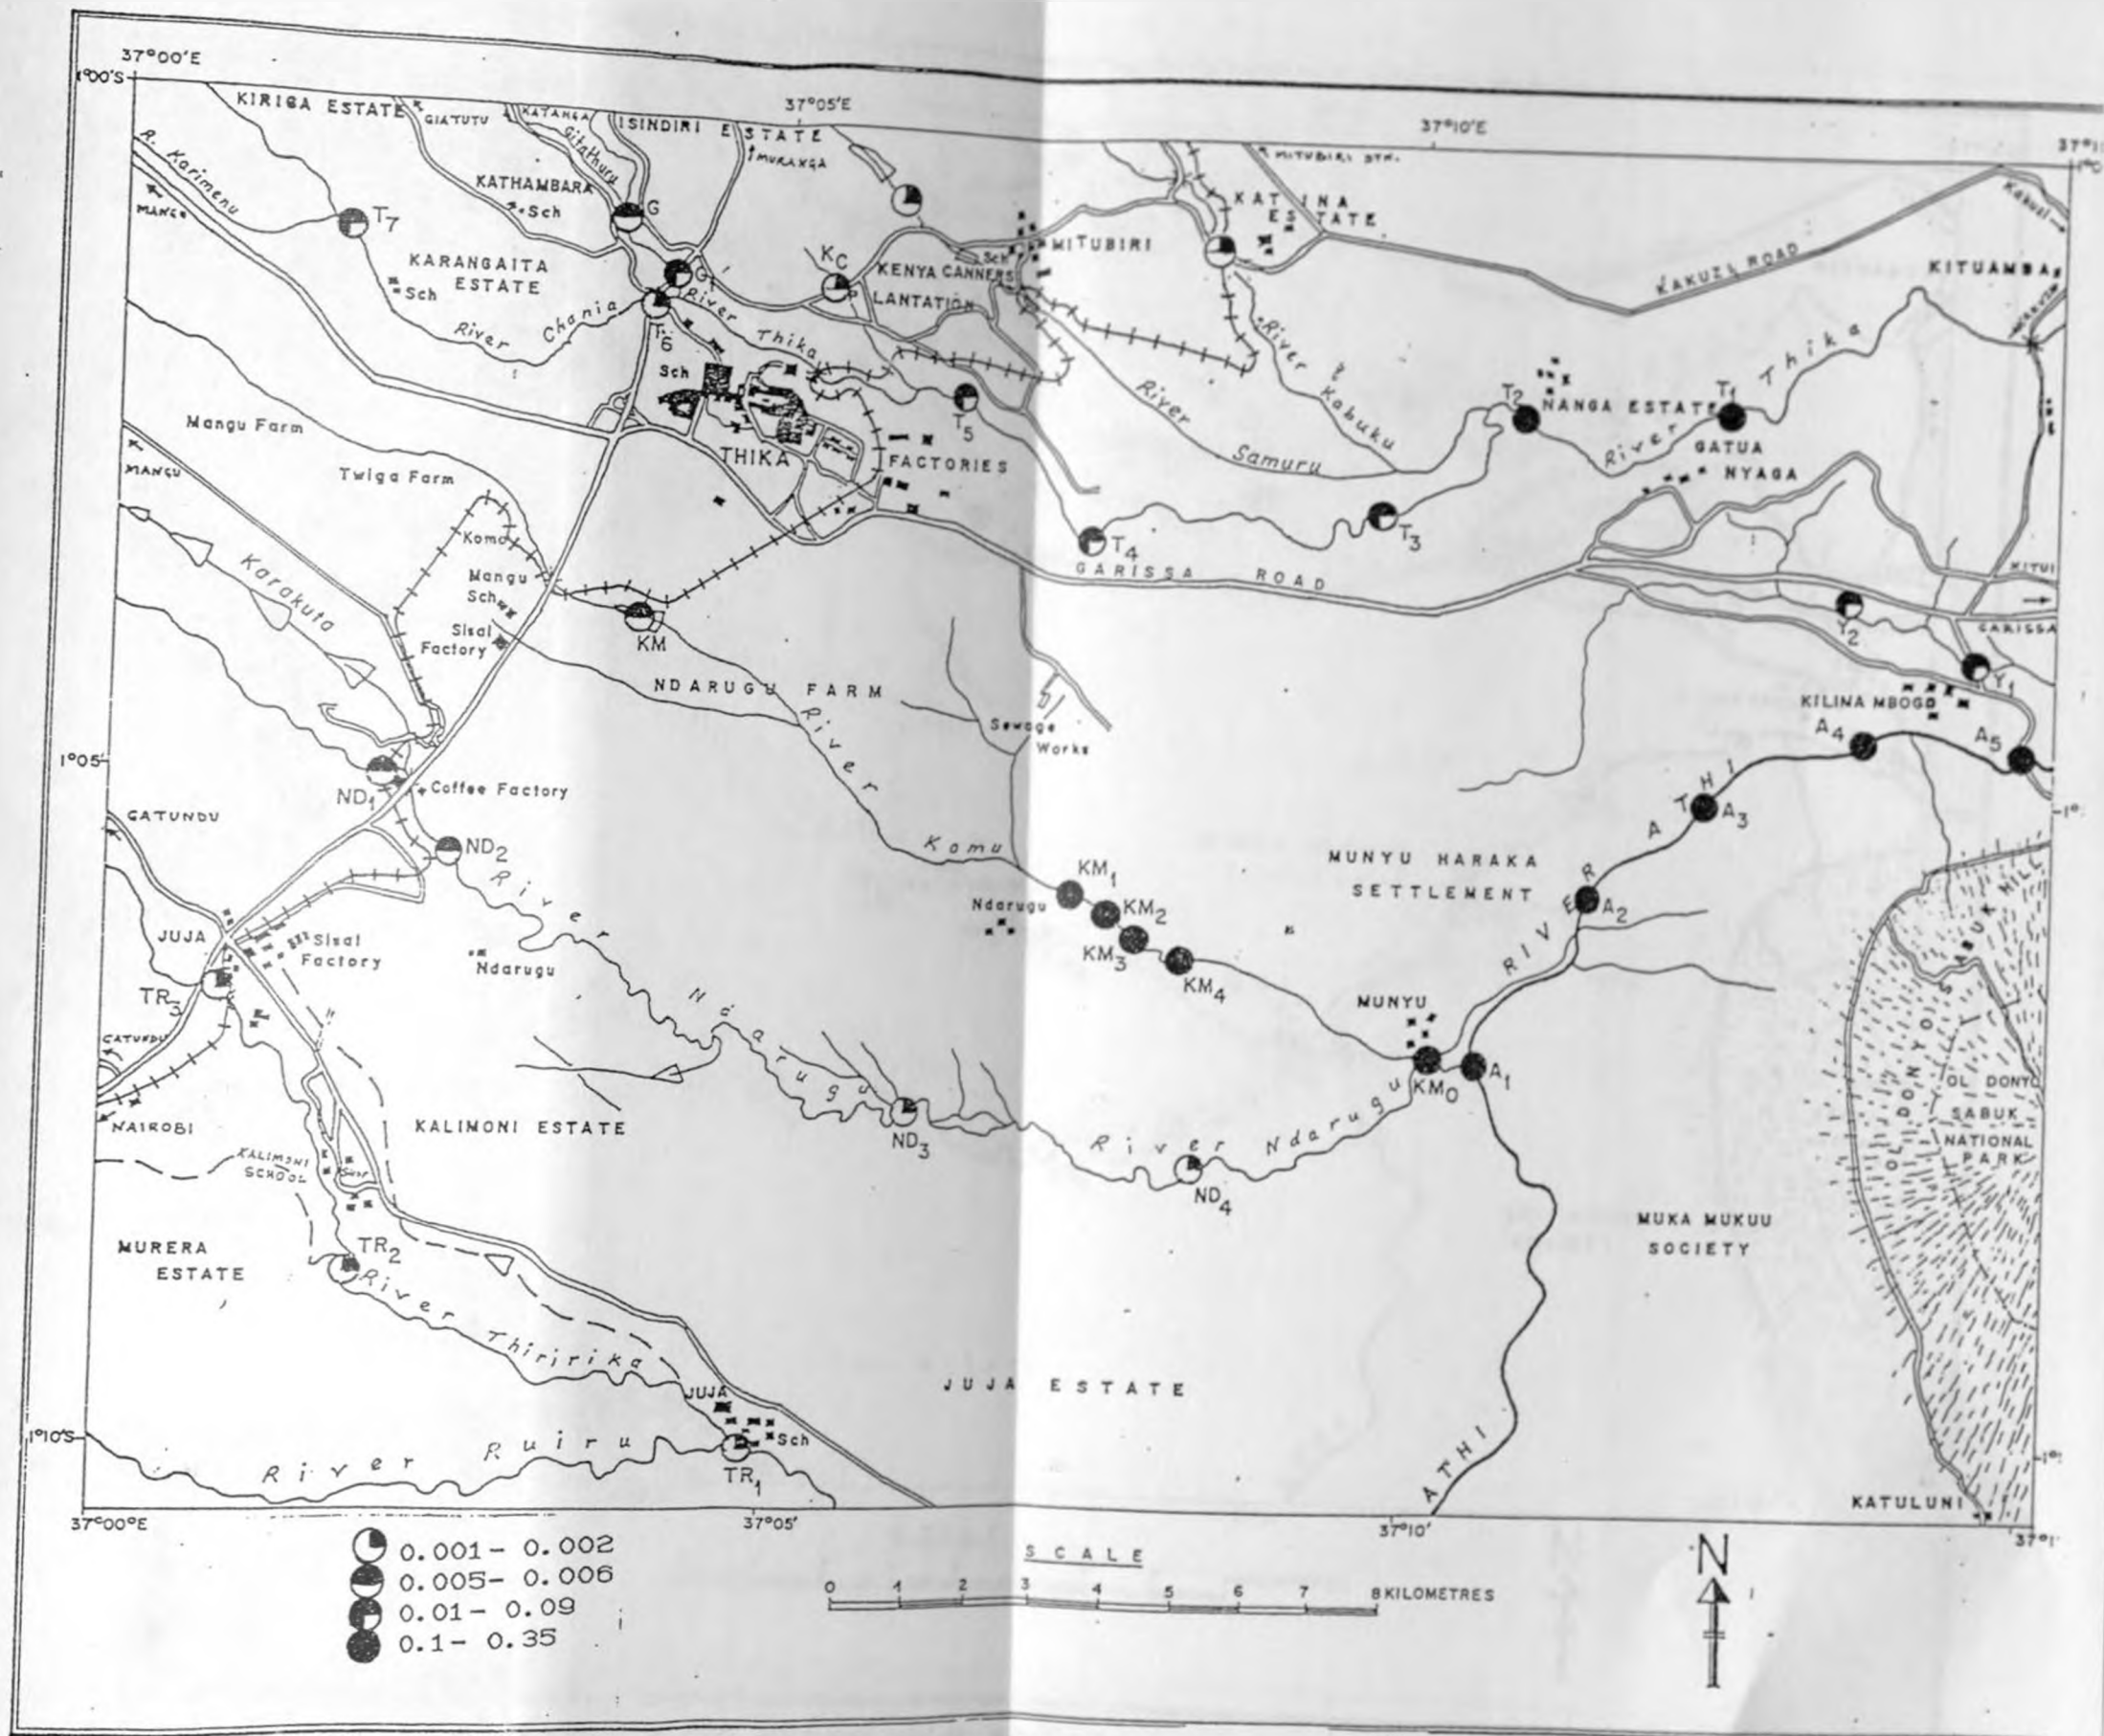 37°00'E
1°00'S
37°05'E
37°10'E
KIRIGA ESTATE
GIATUTU
KATANGA
Gitathuru
ISINDIRI ESTATE
MURANGA
MITUBIRI STN.
R. Karimenu
MANGU
KATHAMBARA
Sch
G
T7
KARANGAITA
ESTATE
Sch
River Chania
G1
T6
River Thika
KC
KENYA CANNERS
LANTATION
Sch
MITUBIRI
ESTATE
KAKUZI ROAD
Kakuzi
KITUAMBA
River Kabuku
River Samuru
River Thika
Sch
T5
THIKA
FACTORIES
T2
NANGA ESTATE
T1
GATUA
NYAGA
T3
T4
GARISSA ROAD
KITUI
GARISSA
Y2
Y1
KILIMA MBOGO
Mangu Farm
MANGU
Twiga Farm
Komo
Mangu
Sch
Sisal
Factory
KM
Karakuta
NDARUGU FARM
River Komu
Sewage
Works
1°05'
ND1
Coffee Factory
GATUNDU
ND2
River Ndarugu
JUJA
Sisal
Factory
Ndarugu
TR3
GATUNDU
NAIROBI
Ndarugu
KM1
KM2
KM3
KM4
MUNYU HARAKA
SETTLEMENT
RIVER ATHI
A4
A5
A3
A2
MUNYU
KM0
A1
OL DONYO SABUK HILL
OL DONYO
SABUK
NATIONAL
PARK
KALIMONI
SCHOOL
KALIMONI ESTATE
ND3
River Ndarugu
ND4
MURERA
ESTATE
TR2
River Thiririka
MUKA MUKUU
SOCIETY
JUJA
Sch
JUJA ESTATE
1°10'S
River Ruiru
TR1
ATHI
KATULUNI
37°00°E
37°05'
37°10'
0.001- 0.002
0.005- 0.006
0.01- 0.09
0.1- 0.35
SCALE
0 1 2 3 4 5 6 7 8 KILOMETRES
N